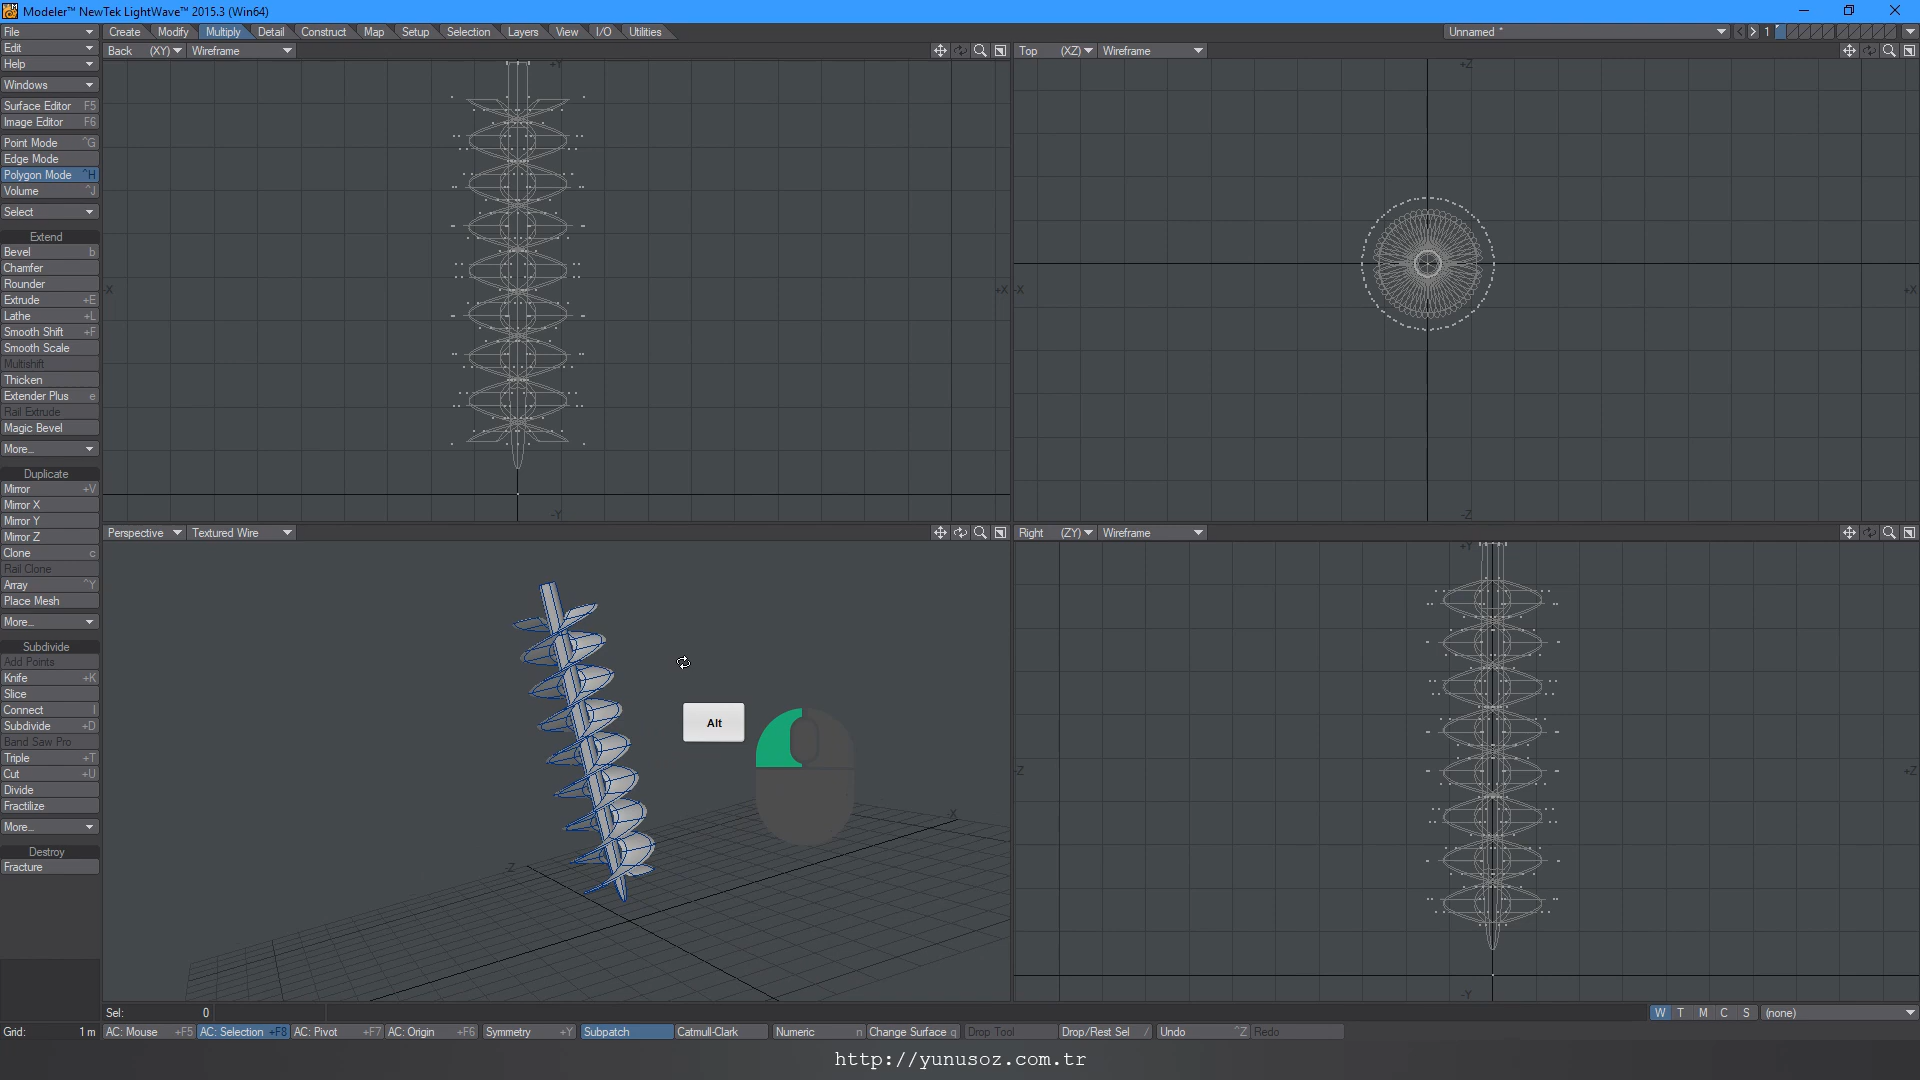 Modeler™ NewTek LightWave™ 2015.3 (Win64)
File
Create Modify Multiply Detail Construct Map Setup Selection Layers View I/O Utilities
Unnamed * 1
Edit
Help
Back (XY) Wireframe
Top (XZ) Wireframe
Windows
Surface Editor F5
Image Editor F6
Point Mode ^G
Edge Mode
Polygon Mode ^H
Volume ^J
Select
Extend
Bevel b
Chamfer
Rounder
Extrude +E
Lathe +L
Smooth Shift +F
Smooth Scale
Multishift
Thicken
Extender Plus e
Rail Extrude
Magic Bevel
More...
Duplicate
Mirror +V
Mirror X
Mirror Y
Mirror Z
Clone c
Rail Clone
Array ^Y
Place Mesh
More...
Subdivide
Add Points
Knife +K
Slice
Connect l
Subdivide +D
Band Saw Pro
Triple +T
Cut +U
Divide
Fractilize
More...
Destroy
Fracture
+Y
-X +X
-Y
+Z
-X +X
-Z
Perspective Textured Wire
Right (ZY) Wireframe
Alt
X
Z
+Y
-Z +Z
-Y
Sel: 0
W T M C S (none)
Grid: 1 m AC: Mouse +F5 AC: Selection +F8 AC: Pivot +F7 AC: Origin +F6 Symmetry +Y Subpatch Catmull-Clark Numeric n Change Surface q Drop Tool Drop/Rest Sel / Undo ^Z Redo
http://yunusoz.com.tr